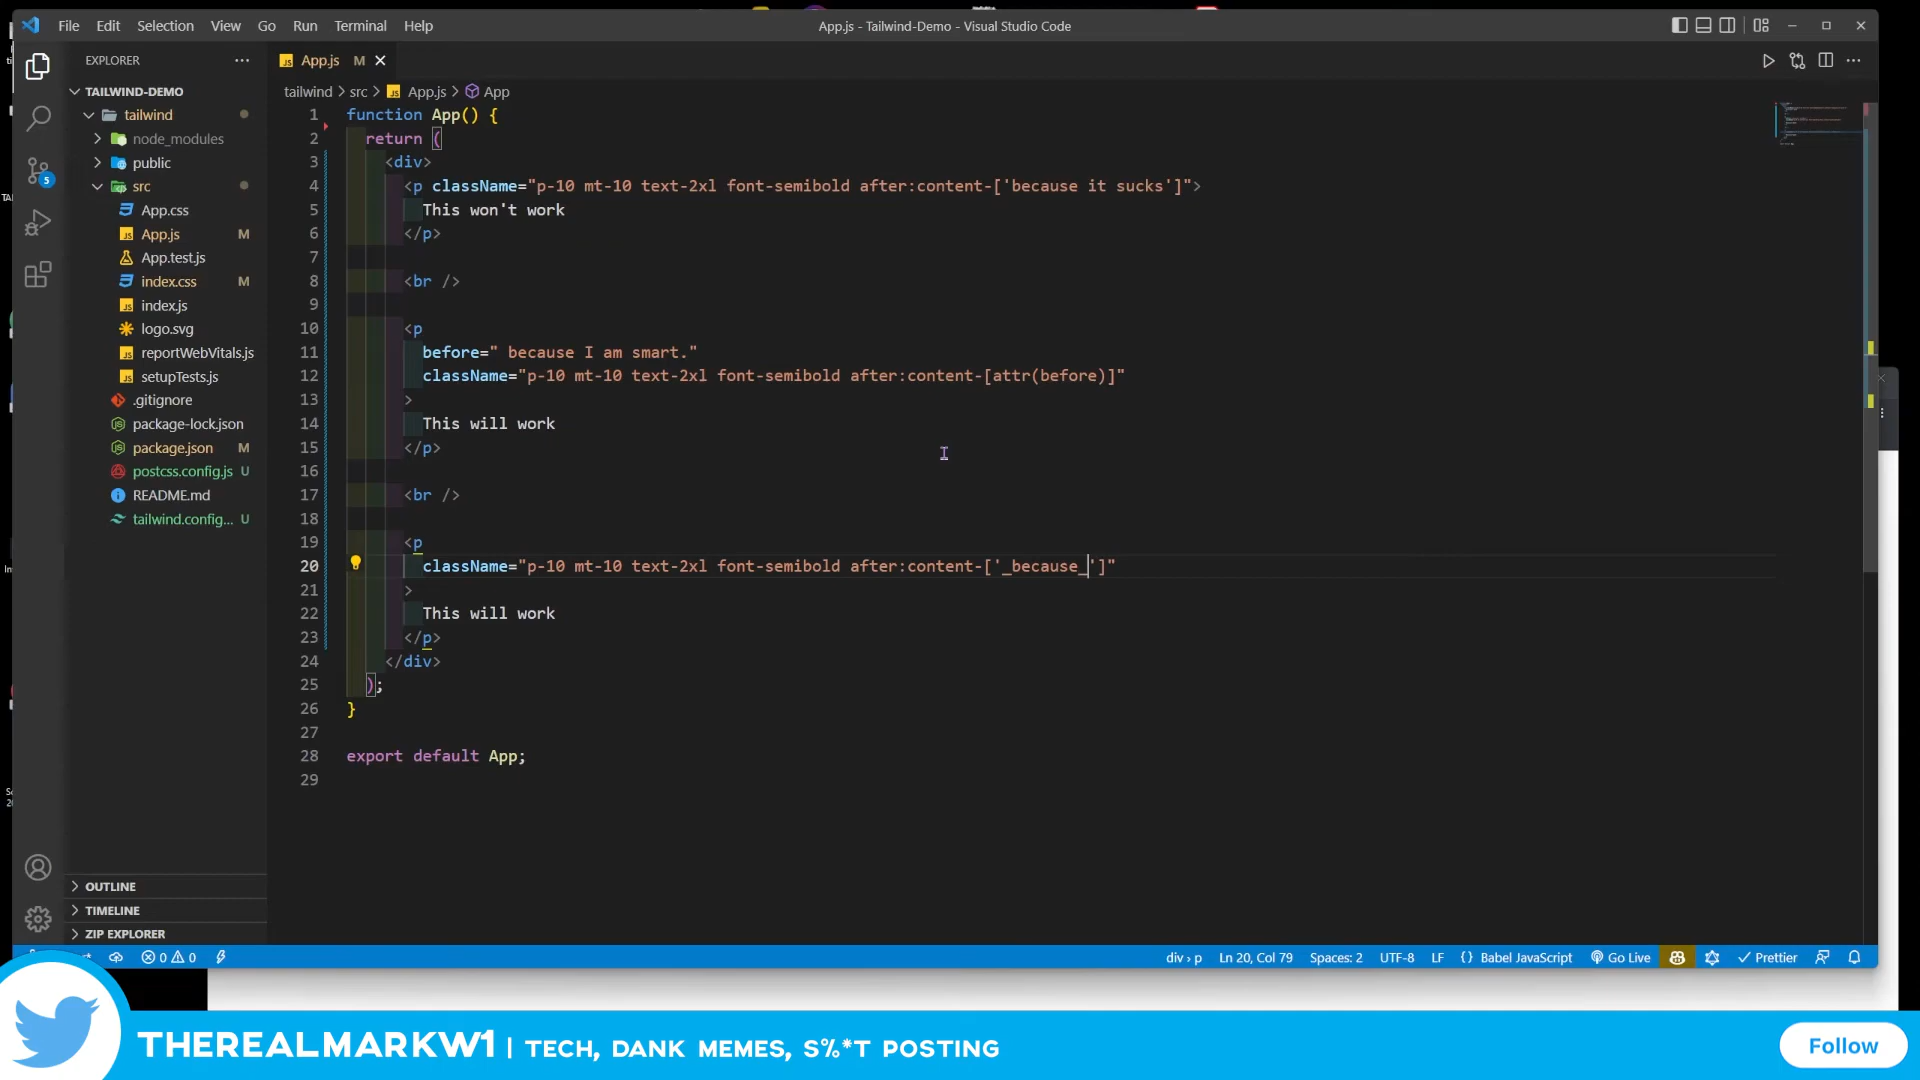 File Edit Selection View Go Run Terminal Help
App.js - Tailwind-Demo - Visual Studio Code
EXPLORER
App.js M
TAILWIND-DEMO
tailwind
node_modules
public
src
App.css
App.js M
App.test.js
index.css M
index.js
logo.svg
reportWebVitals.js
setupTests.js
.gitignore
package-lock.json
package.json M
postcss.config.js U
README.md
tailwind.config... U
OUTLINE
TIMELINE
ZIP EXPLORER
5
tailwind > src > App.js > App
1 function App() {
2 return (
3 <div>
4 <p className="p-10 mt-10 text-2xl font-semibold after:content-['because it sucks']">
5 This won't work
6 </p>
7
8 <br />
9
10 <p
11 before=" because I am smart."
12 className="p-10 mt-10 text-2xl font-semibold after:content-[attr(before)]"
13 >
14 This will work
15 </p>
16
17 <br />
18
19 <p
20 className="p-10 mt-10 text-2xl font-semibold after:content-['_because_']"
21 >
22 This will work
23 </p>
24 </div>
25 );
26 }
27
28 export default App;
29
0 0
div › p Ln 20, Col 79 Spaces: 2 UTF-8 LF {} Babel JavaScript Go Live Prettier
THEREALMARKW1 | TECH, DANK MEMES, S%*T POSTING
Follow